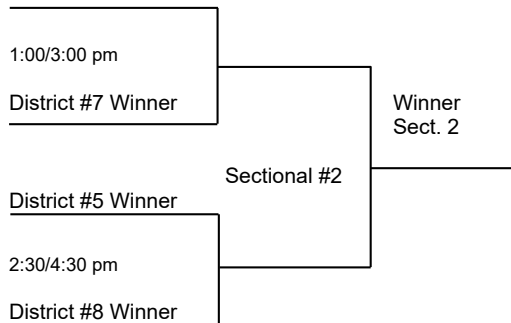 1:00/3:00 pm
District #7 Winner
Winner
Sect. 2
Sectional #2
District #5 Winner
2:30/4:30 pm
District #8 Winner